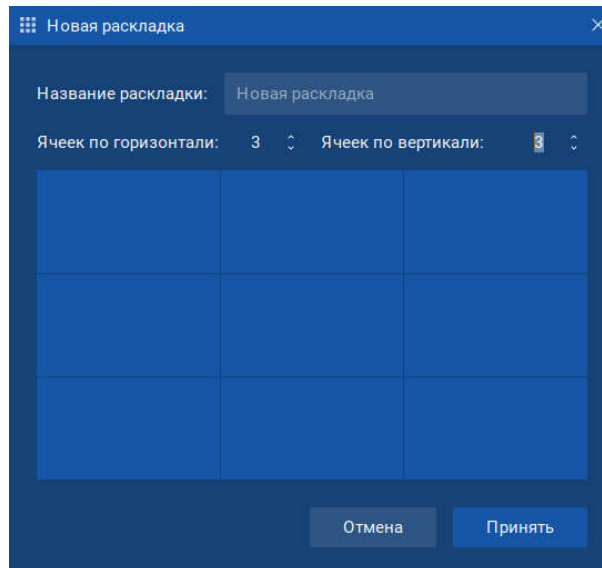 Новая раскладка
Название раскладки: Новая раскладка
Ячеек по горизонтали: 3 Ячеек по вертикали: 3
Отмена Принять